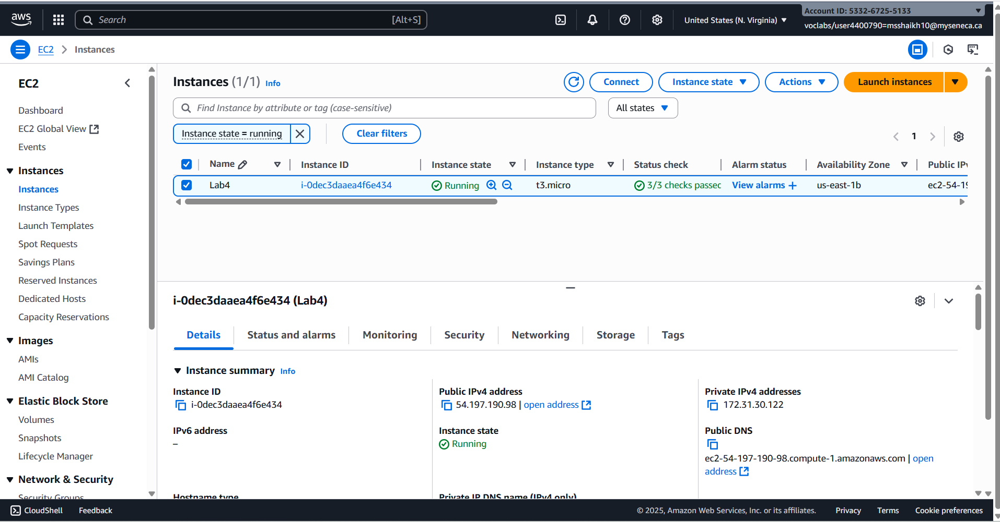 aws
Search [Alt+S]
United States (N. Virginia)
Account ID: 5332-6725-5133
voclabs/user4400790=msshaikh10@myseneca.ca
EC2 Instances
EC2
Dashboard
EC2 Global View
Events
Instances
Instances
Instance Types
Launch Templates
Spot Requests
Savings Plans
Reserved Instances
Dedicated Hosts
Capacity Reservations
Images
AMIs
AMI Catalog
Elastic Block Store
Volumes
Snapshots
Lifecycle Manager
Network & Security
Security Groups
Instances (1/1) Info
Connect
Instance state
Actions
Launch instances
Find Instance by attribute or tag (case-sensitive)
All states
Instance state = running
Clear filters
1
Name Instance ID Instance state Instance type Status check Alarm status Availability Zone Public IPv
Lab4 i-0dec3daaea4f6e434 Running t3.micro 3/3 checks passed View alarms + us-east-1b ec2-54-19
i-0dec3daaea4f6e434 (Lab4)
Details Status and alarms Monitoring Security Networking Storage Tags
Instance summary Info
Instance ID
i-0dec3daaea4f6e434
Public IPv4 address
54.197.190.98 | open address
Private IPv4 addresses
172.31.30.122
IPv6 address
–
Instance state
Running
Public DNS
ec2-54-197-190-98.compute-1.amazonaws.com | open
address
Hostname type
Private IP DNS name (IPv4 only)
CloudShell Feedback
© 2025, Amazon Web Services, Inc. or its affiliates. Privacy Terms Cookie preferences